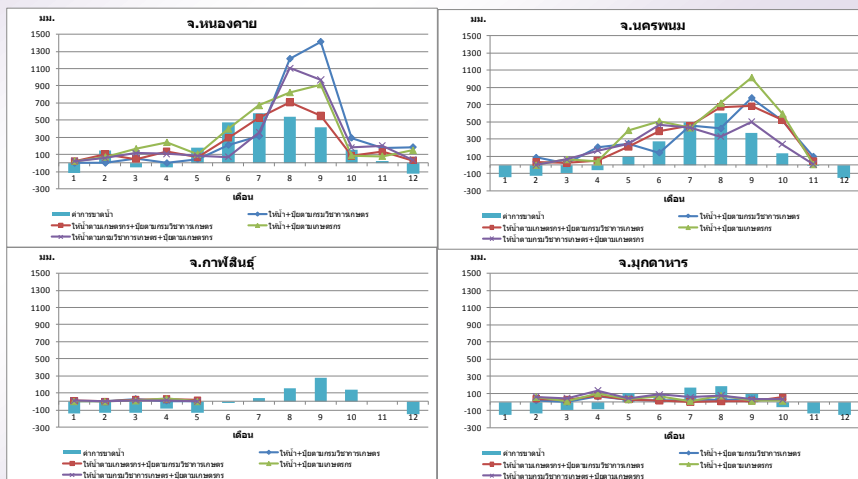 มม.
จ.หนองคาย
1500
1300
1100
900
700
500
300
100
-100
-300
1 2 3 4 5 6 7 8 9 10 11 12
เดือน
ค่าการขาดน้ำ
ให้น้ำ+ปุ๋ยตามกรมวิชาการเกษตร
ให้น้ำตามเกษตรกร+ปุ๋ยตามกรมวิชาการเกษตร
ให้น้ำ+ปุ๋ยตามเกษตรกร
ให้น้ำตามกรมวิชาการเกษตร+ปุ๋ยตามเกษตรกร
มม.
จ.นครพนม
1500
1300
1100
900
700
500
300
100
-100
-300
1 2 3 4 5 6 7 8 9 10 11 12
เดือน
ค่าการขาดน้ำ
ให้น้ำ+ปุ๋ยตามกรมวิชาการเกษตร
ให้น้ำตามเกษตรกร+ปุ๋ยตามกรมวิชาการเกษตร
ให้น้ำ+ปุ๋ยตามเกษตรกร
ให้น้ำตามกรมวิชาการเกษตร+ปุ๋ยตามเกษตรกร
มม.
จ.กาฬสินธุ์
1500
1300
1100
900
700
500
300
100
-100
-300
1 2 3 4 5 6 7 8 9 10 11 12
เดือน
ค่าการขาดน้ำ
ให้น้ำ+ปุ๋ยตามกรมวิชาการเกษตร
ให้น้ำตามเกษตรกร+ปุ๋ยตามกรมวิชาการเกษตร
ให้น้ำ+ปุ๋ยตามเกษตรกร
ให้น้ำตามกรมวิชาการเกษตร+ปุ๋ยตามเกษตรกร
มม.
จ.มุกดาหาร
1500
1300
1100
900
700
500
300
100
-100
-300
1 2 3 4 5 6 7 8 9 10 11 12
เดือน
ค่าการขาดน้ำ
ให้น้ำ+ปุ๋ยตามกรมวิชาการเกษตร
ให้น้ำตามเกษตรกร+ปุ๋ยตามกรมวิชาการเกษตร
ให้น้ำ+ปุ๋ยตามเกษตรกร
ให้น้ำตามกรมวิชาการเกษตร+ปุ๋ยตามเกษตรกร